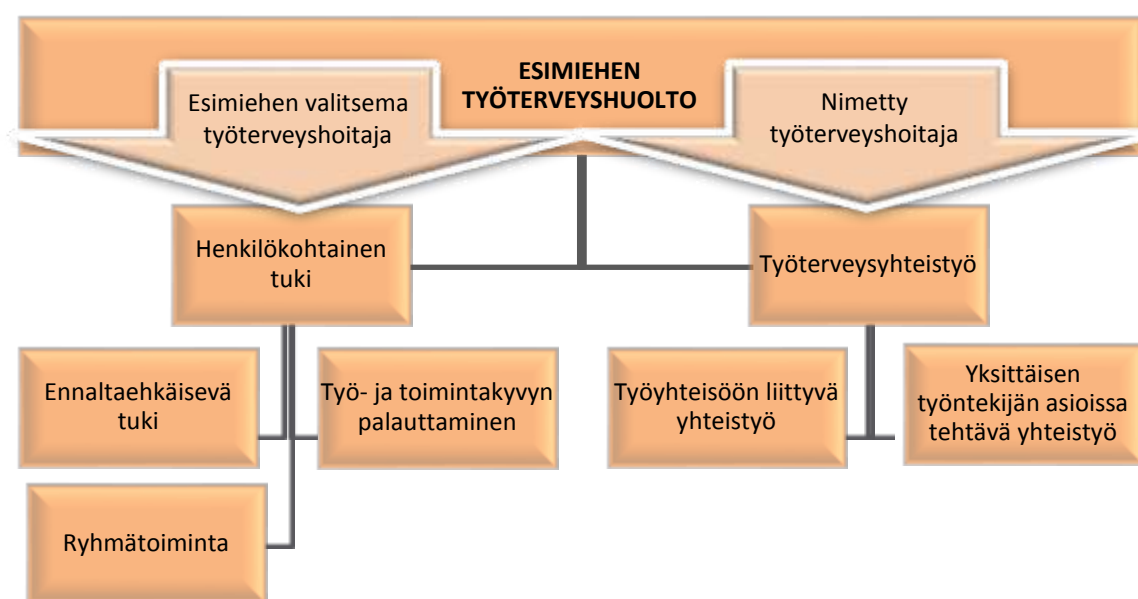 ESIMIEHEN
TYÖTERVEYSHUOLTO
Esimiehen valitsema
työterveyshoitaja
Nimetty
työterveyshoitaja
Henkilökohtainen
tuki
Työterveysyhteistyö
Ennaltaehkäisevä
tuki
Työ- ja toimintakyvyn
palauttaminen
Työyhteisöön liittyvä
yhteistyö
Yksittäisen
työntekijän asioissa
tehtävä yhteistyö
Ryhmätoiminta